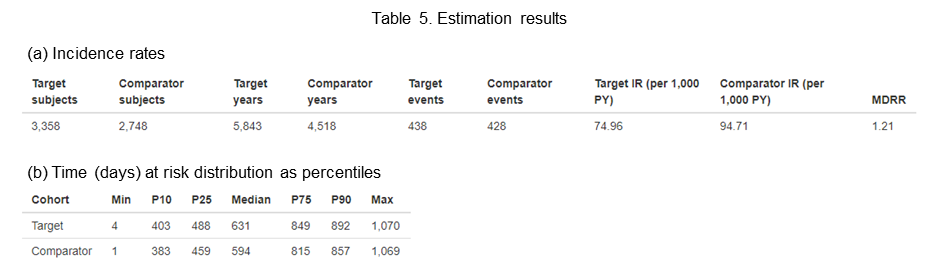 Table 5. Estimation results
(a) Incidence rates
Target subjects Comparator subjects Target years Comparator years Target events Comparator events Target IR (per 1,000 PY) Comparator IR (per 1,000 PY) MDRR
3,358 2,748 5,843 4,518 438 428 74.96 94.71 1.21
(b) Time (days) at risk distribution as percentiles
Cohort Min P10 P25 Median P75 P90 Max
Target 4 403 488 631 849 892 1,070
Comparator 1 383 459 594 815 857 1,069